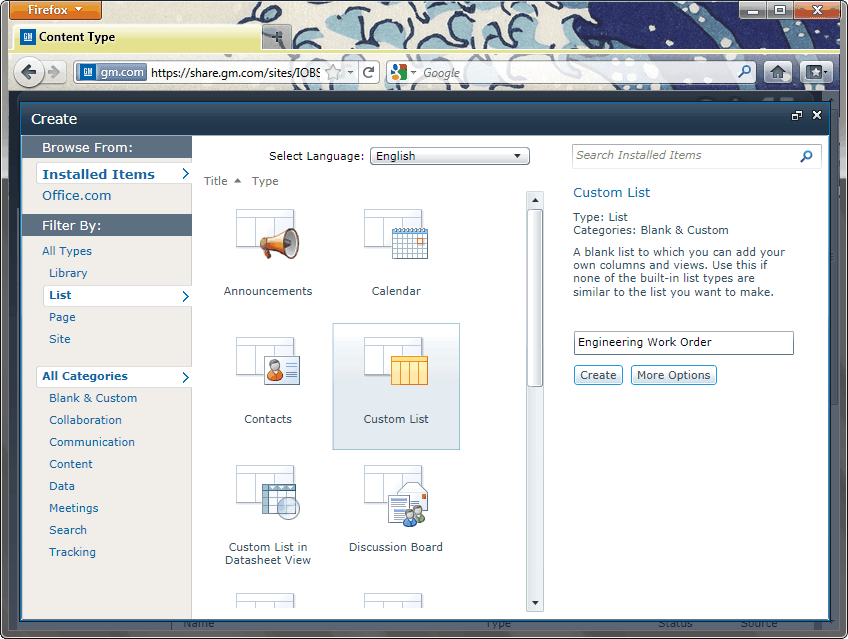 Firefox
Content Type
gm.com https://share.gm.com/sites/IOBS
Google
Create
Browse From:
Installed Items
Office.com
Filter By:
All Types
Library
List
Page
Site
All Categories
Blank & Custom
Collaboration
Communication
Content
Data
Meetings
Search
Tracking
Select Language: English
Title Type
Announcements
Calendar
Contacts
Custom List
Custom List in
Datasheet View
Discussion Board
Search Installed Items
Custom List
Type: List
Categories: Blank & Custom
A blank list to which you can add your
own columns and views. Use this if
none of the built-in list types are
similar to the list you want to make.
Engineering Work Order
Create More Options
Name Type Status Source